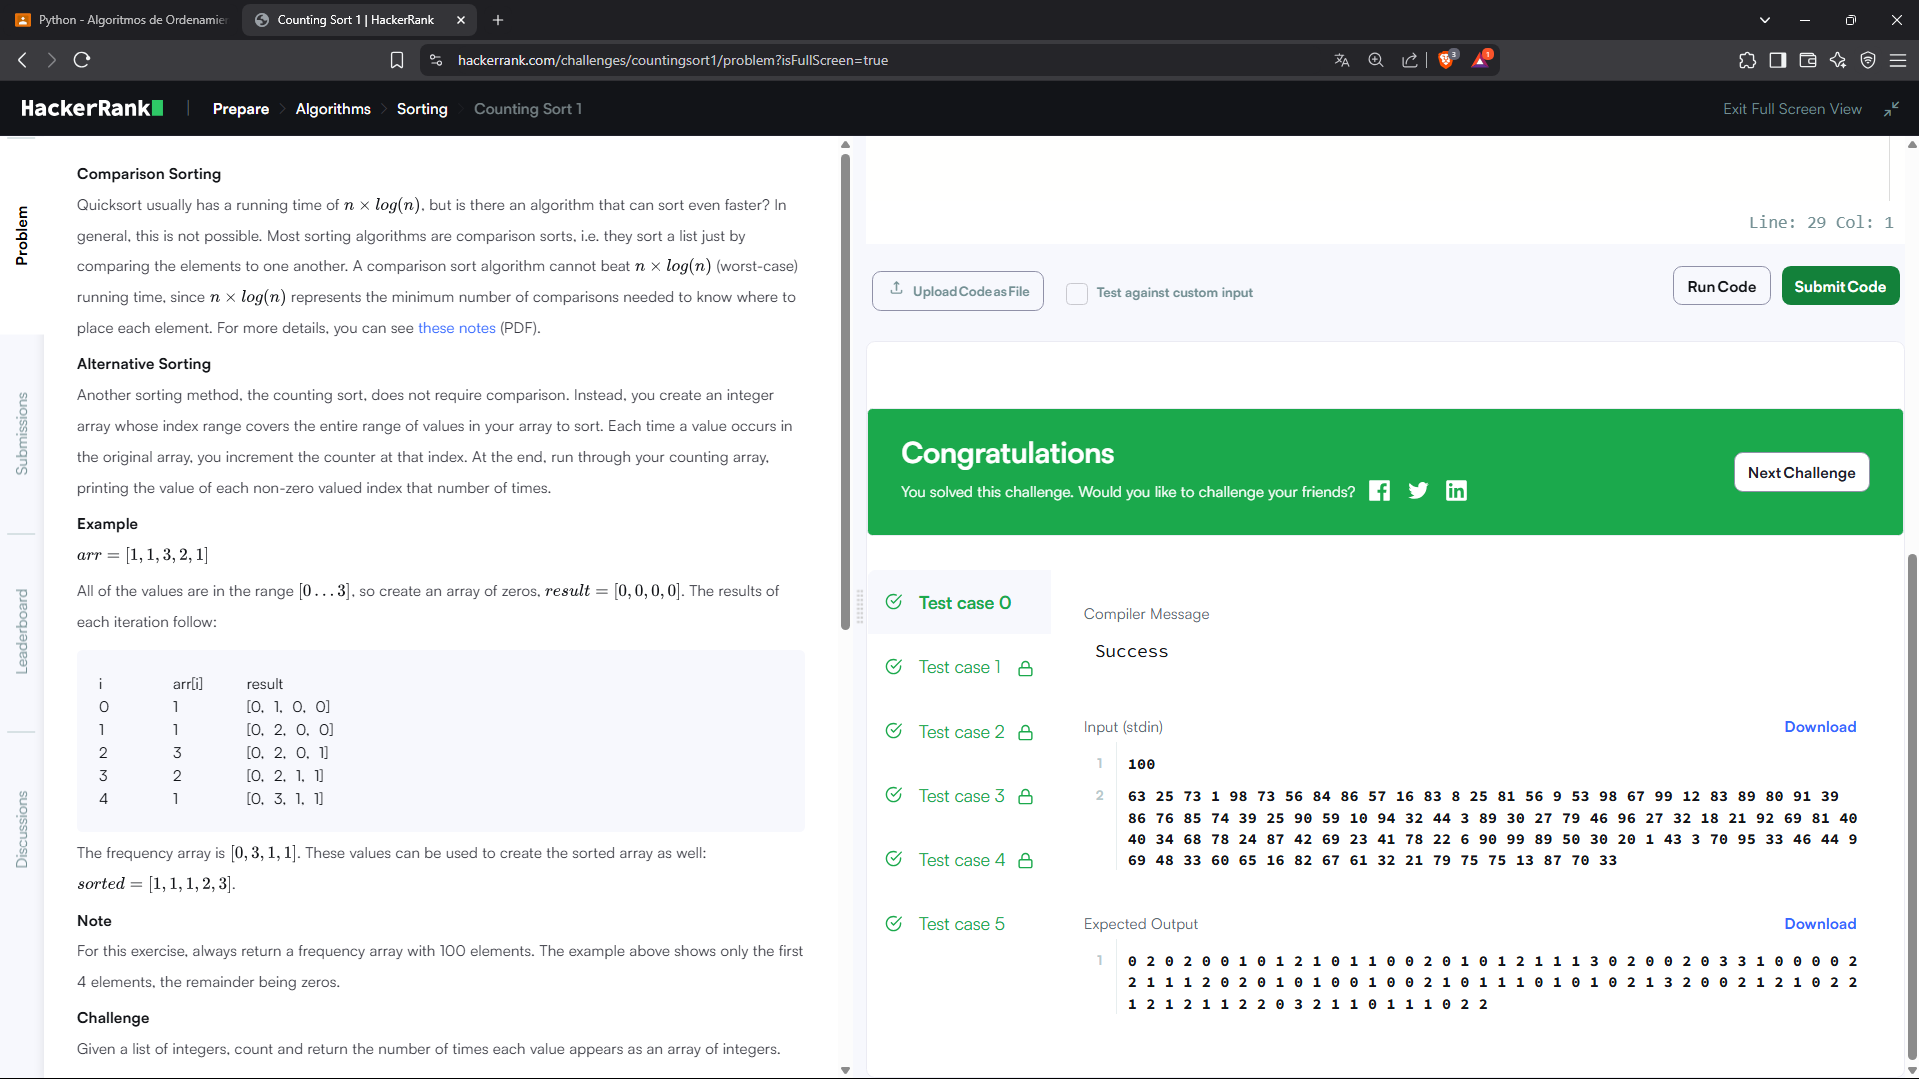 Python - Algoritmos de Ordenamier
Counting Sort 1 | HackerRank
hackerrank.com/challenges/countingsort1/problem?isFullScreen=true
3
1
HackerRank
Prepare
Algorithms
Sorting
Counting Sort 1
Exit Full Screen View
Problem
Submissions
Leaderboard
Discussions
Comparison Sorting
Quicksort usually has a running time of n × log(n), but is there an algorithm that can sort even faster? In
general, this is not possible. Most sorting algorithms are comparison sorts, i.e. they sort a list just by
comparing the elements to one another. A comparison sort algorithm cannot beat n × log(n) (worst-case)
running time, since n × log(n) represents the minimum number of comparisons needed to know where to
place each element. For more details, you can see these notes (PDF).
Alternative Sorting
Another sorting method, the counting sort, does not require comparison. Instead, you create an integer
array whose index range covers the entire range of values in your array to sort. Each time a value occurs in
the original array, you increment the counter at that index. At the end, run through your counting array,
printing the value of each non-zero valued index that number of times.
Example
arr = [1, 1, 3, 2, 1]
All of the values are in the range [0 . . . 3], so create an array of zeros, result = [0, 0, 0, 0]. The results of
each iteration follow:
i arr[i] result
0 1 [0, 1, 0, 0]
1 1 [0, 2, 0, 0]
2 3 [0, 2, 0, 1]
3 2 [0, 2, 1, 1]
4 1 [0, 3, 1, 1]
The frequency array is [0, 3, 1, 1]. These values can be used to create the sorted array as well:
sorted = [1, 1, 1, 2, 3].
Note
For this exercise, always return a frequency array with 100 elements. The example above shows only the first
4 elements, the remainder being zeros.
Challenge
Given a list of integers, count and return the number of times each value appears as an array of integers.
Line: 29 Col: 1
Upload Code as File
Test against custom input
Run Code
Submit Code
Congratulations
You solved this challenge. Would you like to challenge your friends?
Next Challenge
Test case 0
Test case 1
Test case 2
Test case 3
Test case 4
Test case 5
Compiler Message
Success
Input (stdin)
Download
1 100
2 63 25 73 1 98 73 56 84 86 57 16 83 8 25 81 56 9 53 98 67 99 12 83 89 80 91 39
86 76 85 74 39 25 90 59 10 94 32 44 3 89 30 27 79 46 96 27 32 18 21 92 69 81 40
40 34 68 78 24 87 42 69 23 41 78 22 6 90 99 89 50 30 20 1 43 3 70 95 33 46 44 9
69 48 33 60 65 16 82 67 61 32 21 79 75 75 13 87 70 33
Expected Output
Download
1 0 2 0 2 0 0 1 0 1 2 1 0 1 1 0 0 2 0 1 0 1 2 1 1 1 3 0 2 0 0 2 0 3 3 1 0 0 0 0 2
2 1 1 1 2 0 2 0 1 0 1 0 0 1 0 0 2 1 0 1 1 1 0 1 0 1 0 2 1 3 2 0 0 2 1 2 1 0 2 2
1 2 1 2 1 1 2 2 0 3 2 1 1 0 1 1 1 0 2 2